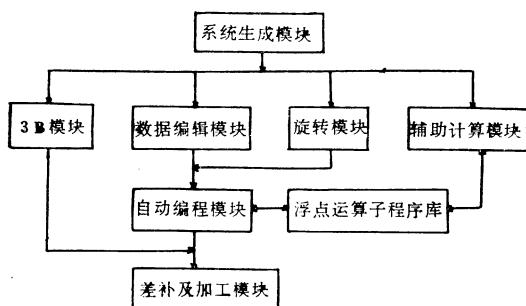 系统生成模块
3B模块
数据编辑模块
旋转模块
辅助计算模块
自动编程模块
浮点运算子程序库
差补及加工模块